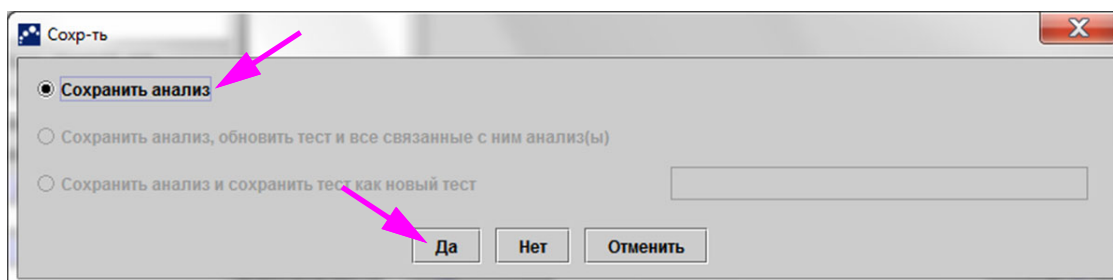 Сохр-ть
Сохранить анализ
Сохранить анализ, обновить тест и все связанные с ним анализ(ы)
Сохранить анализ и сохранить тест как новый тест
Да Нет Отменить